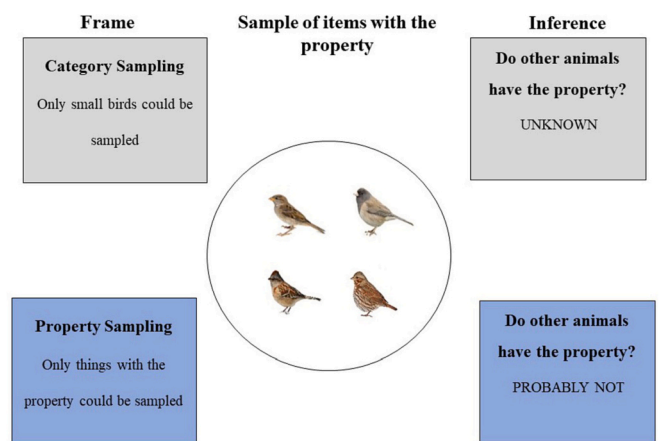 Frame
Sample of items with the
property
Inference
Category Sampling
Only small birds could be
sampled
Do other animals
have the property?
UNKNOWN
Property Sampling
Only things with the
property could be sampled
Do other animals
have the property?
PROBABLY NOT